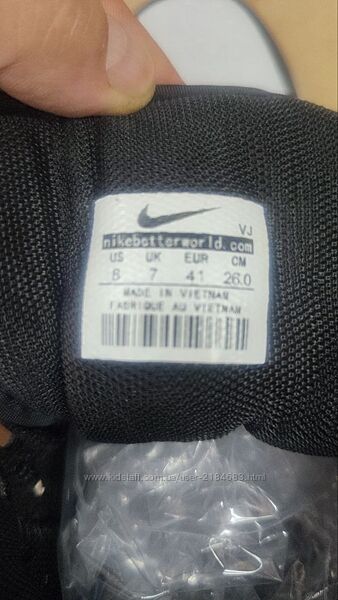 VJ
nikebetterworld.com
US UK EUR CM
8 7 41 26.0
MADE IN VIETNAM
FABRIQUE AU VIETNAM
www.kidstaff.com.ua/user-2184683.html